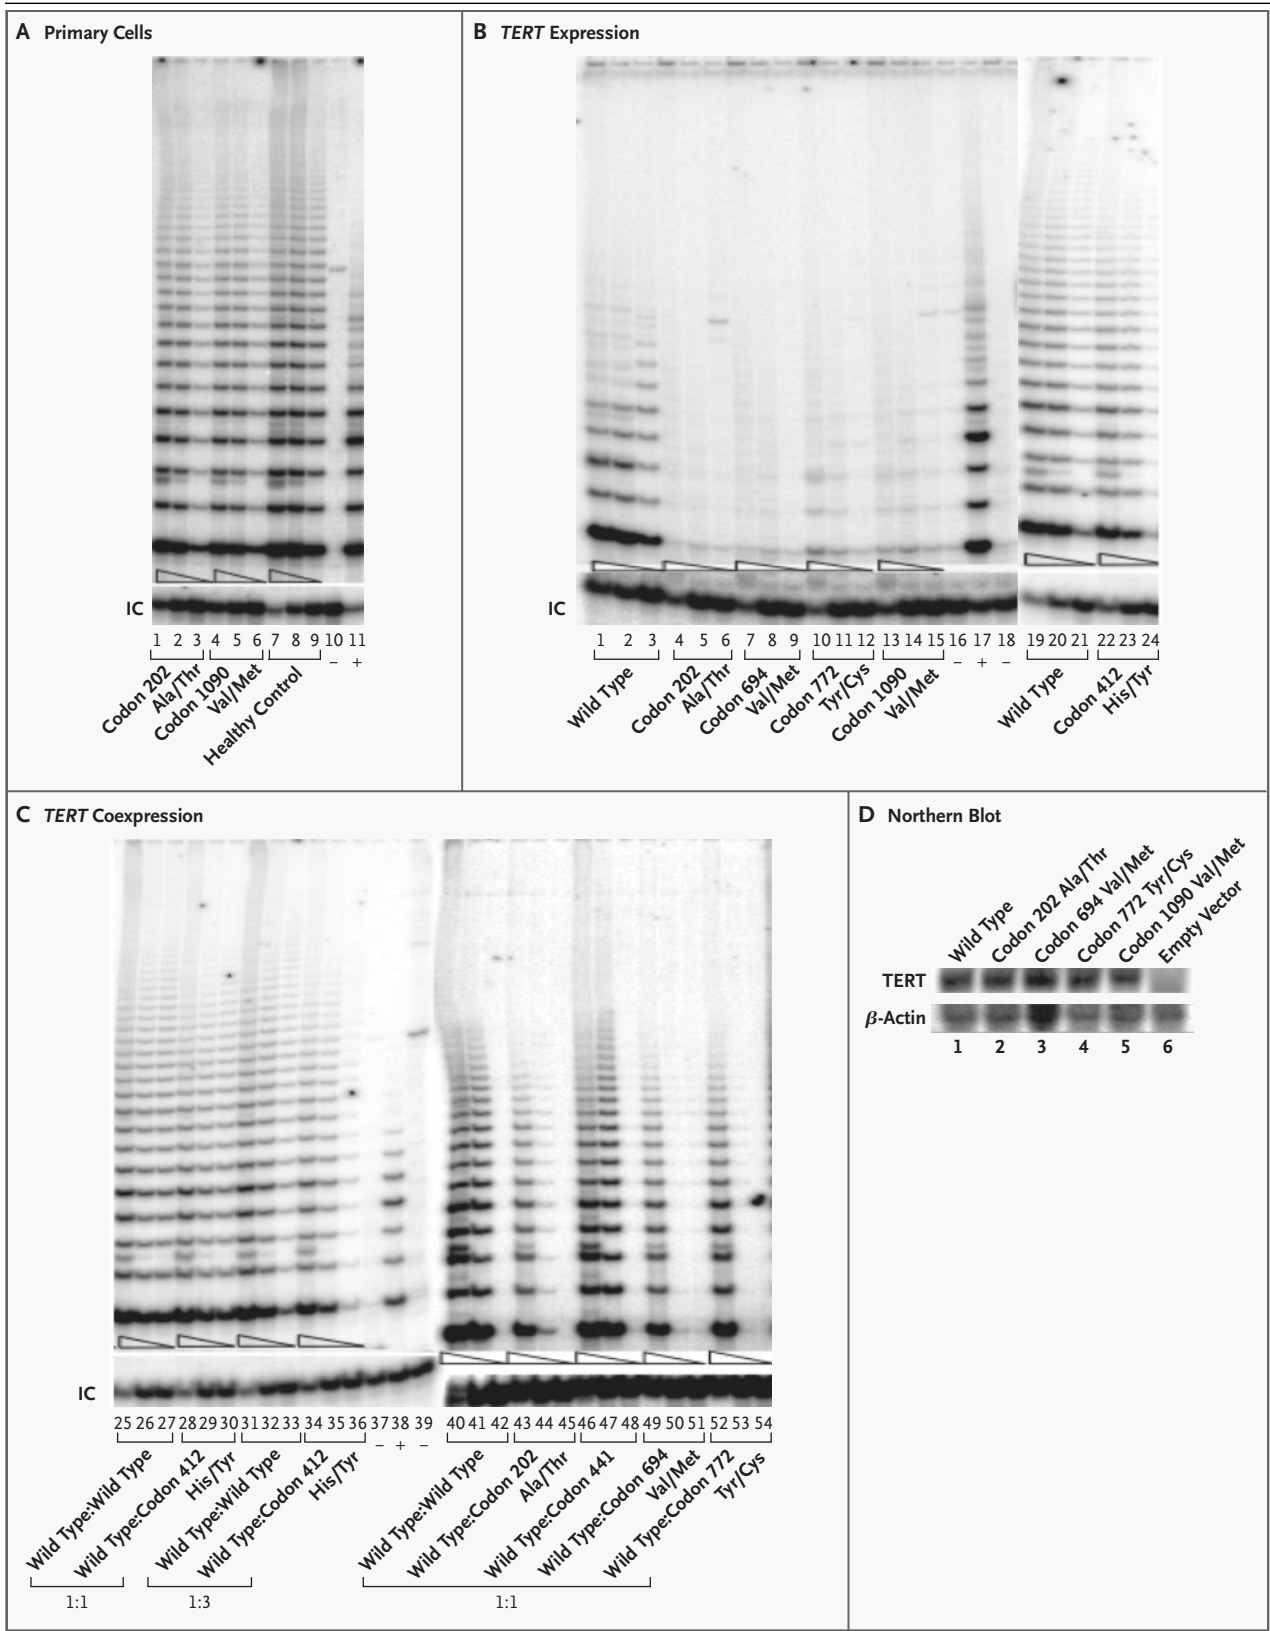 A Primary Cells
IC
1 2 3 4 5 6 7 8 9 10 11
– +
Codon 202
Ala/Thr
Codon 1090
Val/Met
Healthy Control
B TERT Expression
IC
1 2 3 4 5 6 7 8 9 10 11 12 13 14 15 16 17 18 19 20 21 22 23 24
– + –
Wild Type
Codon 202
Ala/Thr
Codon 694
Val/Met
Codon 772
Tyr/Cys
Codon 1090
Val/Met
Wild Type
Codon 412
His/Tyr
C TERT Coexpression
IC
25 26 27 28 29 30 31 32 33 34 35 36 37 38 39 40 41 42 43 44 45 46 47 48 49 50 51 52 53 54
– + –
Wild Type:Wild Type
Wild Type:Codon 412
His/Tyr
Wild Type:Wild Type
Wild Type:Codon 412
His/Tyr
Wild Type:Wild Type
Wild Type:Codon 202
Ala/Thr
Wild Type:Codon 441
Wild Type:Codon 694
Val/Met
Wild Type:Codon 772
Tyr/Cys
1:1
1:3
1:1
D Northern Blot
Wild Type
Codon 202 Ala/Thr
Codon 694 Val/Met
Codon 772 Tyr/Cys
Codon 1090 Val/Met
Empty Vector
TERT
β-Actin
1 2 3 4 5 6